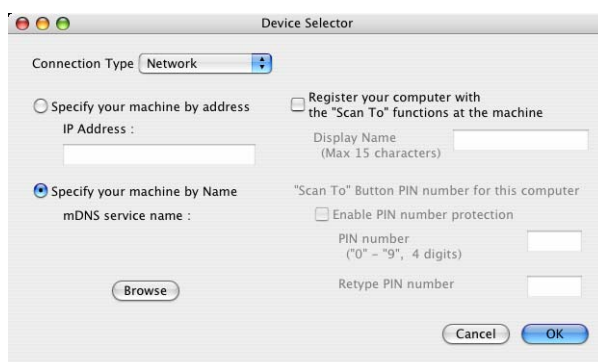 Device Selector
Connection Type Network
Specify your machine by address
IP Address :
Specify your machine by Name
mDNS service name :
Browse
Register your computer with
the "Scan To" functions at the machine
Display Name
(Max 15 characters)
"Scan To" Button PIN number for this computer
Enable PIN number protection
PIN number
("0" – "9", 4 digits)
Retype PIN number
Cancel OK